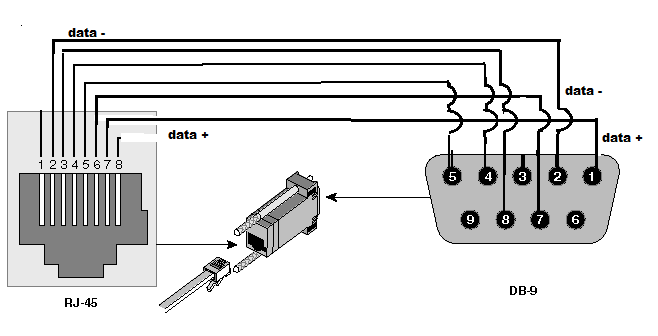 data -
data -
data +
data +
1 2 3 4 5 6 7 8
5 4 3 2 1
9 8 7 6
RJ-45
DB-9